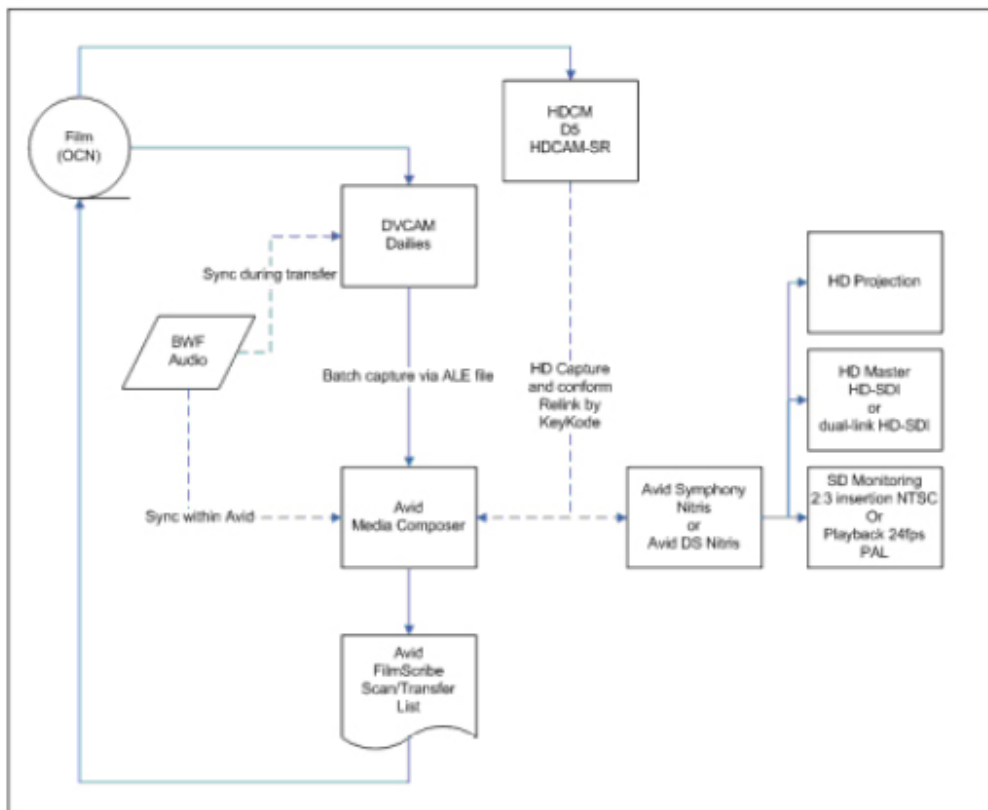 Film
(OCN)
HDCM
D5
HDCAM-SR
DVCAM
Dailies
Sync during transfer
BWF
Audio
Batch capture via ALE file
HD Capture
and conform
Relink by
KeyKode
HD Projection
HD Master
HD-SDI
or
dual-link HD-SDI
Sync within Avid
Avid
Media Composer
Avid Symphony
Nitris
or
Avid DS Nitris
SD Monitoring
2:3 insertion NTSC
Or
Playback 24fps
PAL
Avid
FilmScribe
Scan/Transfer
List